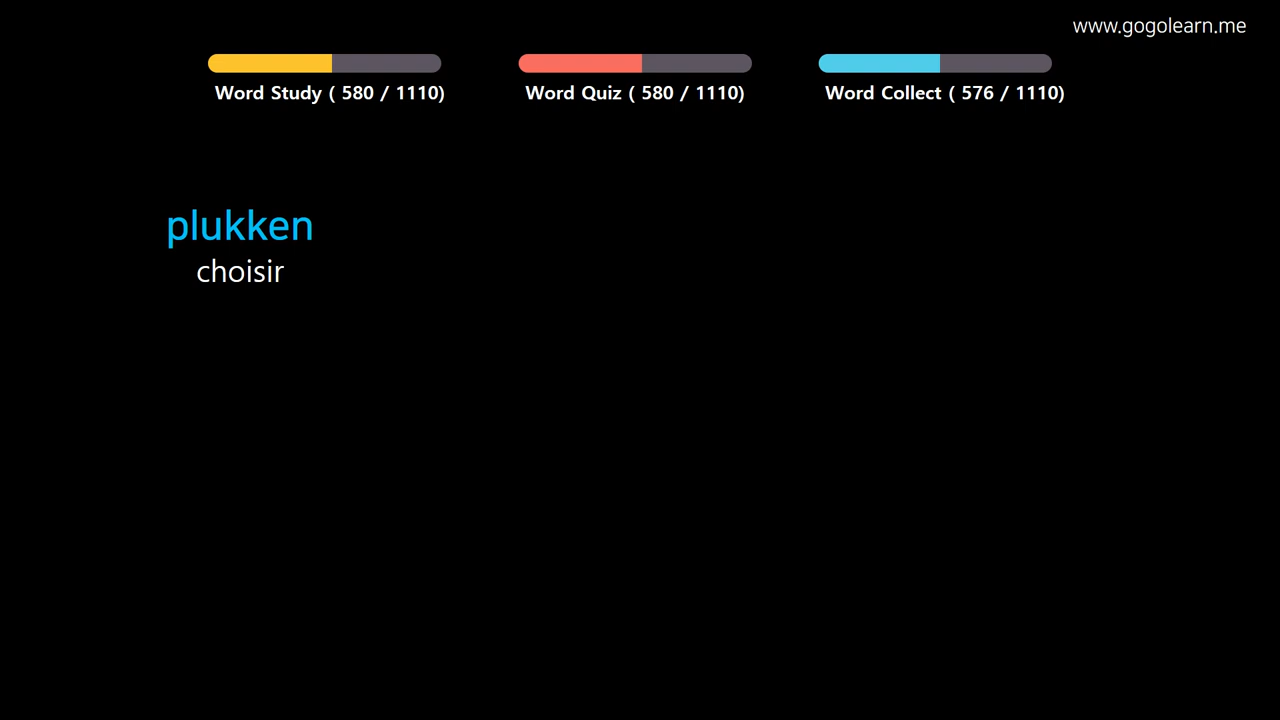 www.gogolearn.me
Word Study ( 580 / 1110)
Word Quiz ( 580 / 1110)
Word Collect ( 576 / 1110)
plukken
choisir